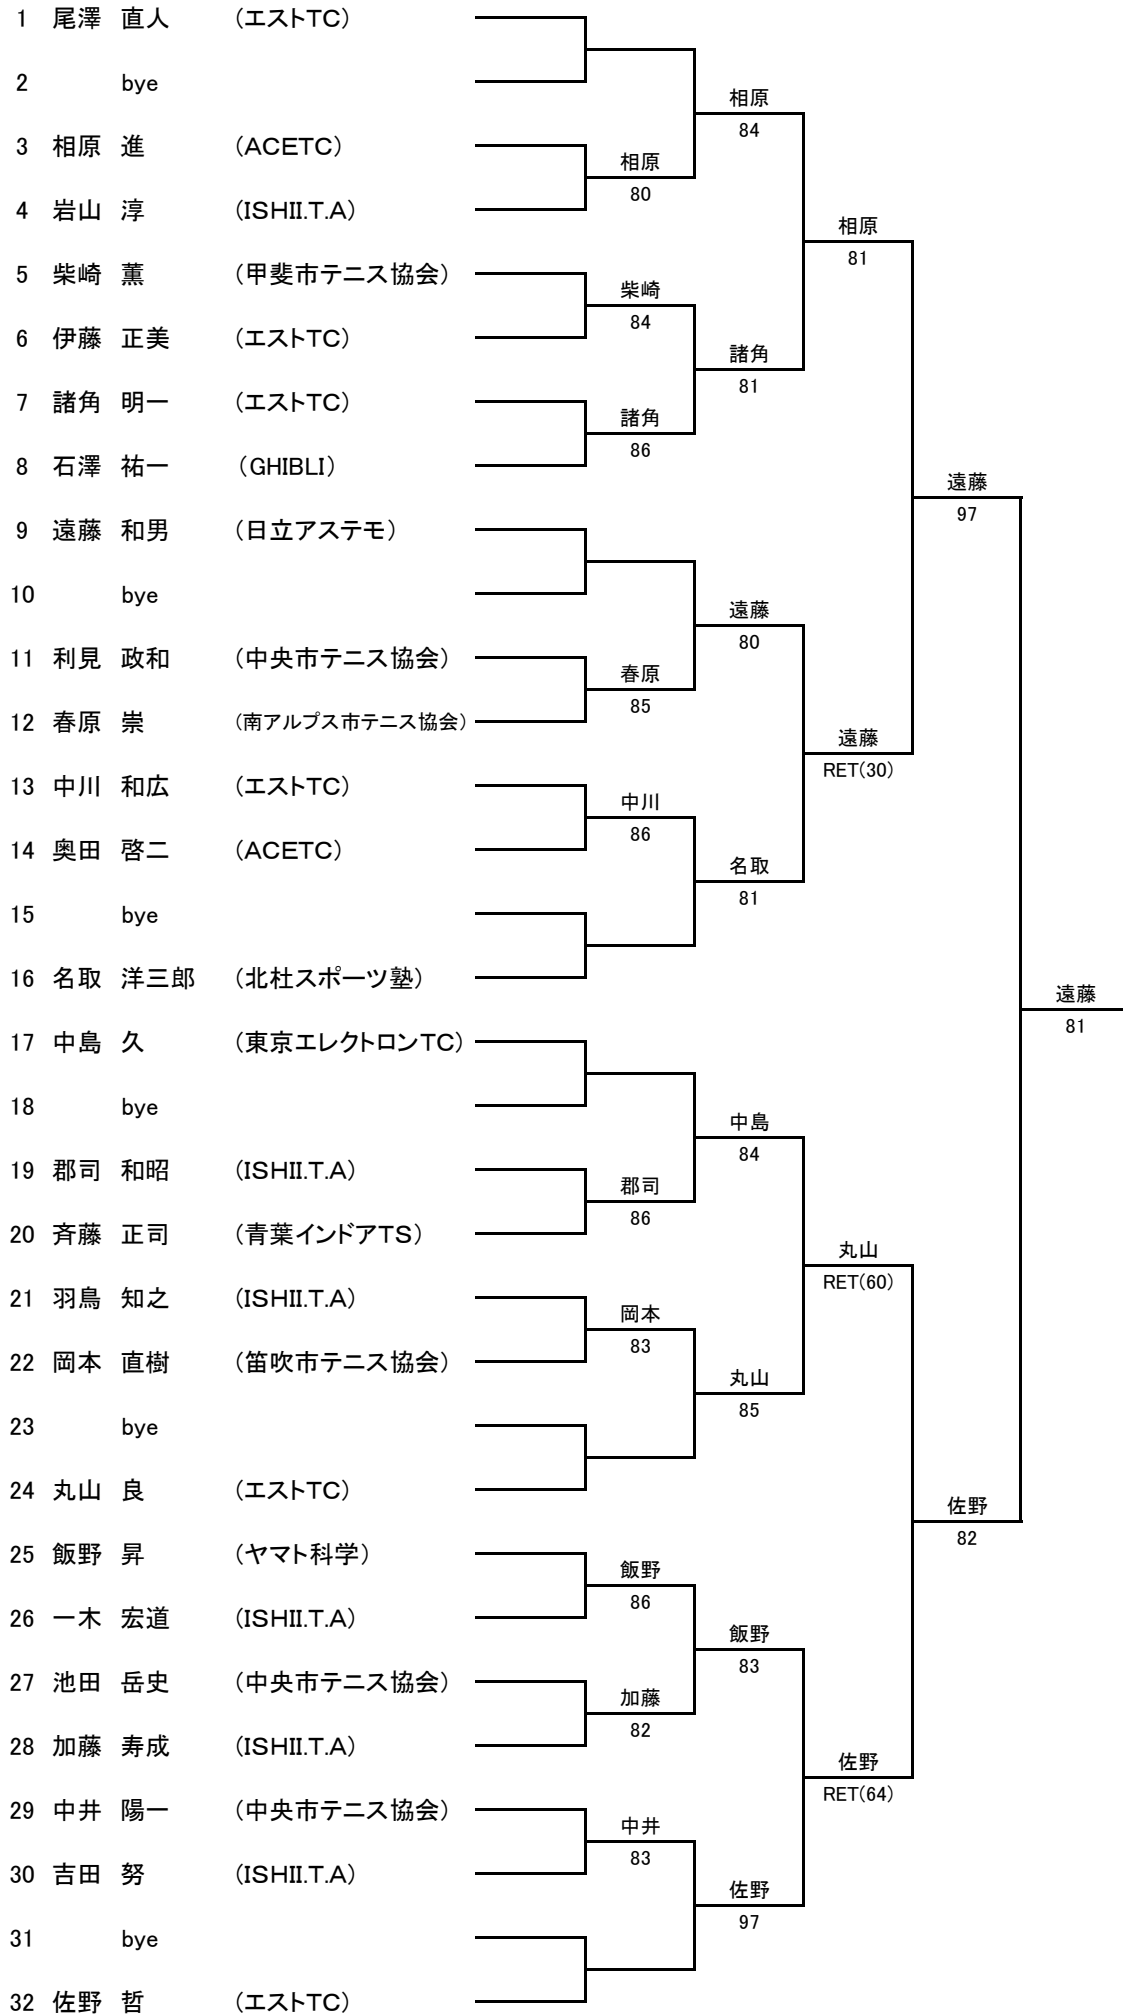 1 尾澤 直人 (エストTC)
2 bye
相原
84
3 相原 進 (ACETC)
相原
80
4 岩山 淳 (ISHII.T.A)
相原
81
5 柴崎 薫 (甲斐市テニス協会)
柴崎
84
6 伊藤 正美 (エストTC)
諸角
81
7 諸角 明一 (エストTC)
諸角
86
8 石澤 祐一 (GHIBLI)
遠藤
97
9 遠藤 和男 (日立アステモ)
10 bye
遠藤
80
11 利見 政和 (中央市テニス協会)
春原
85
12 春原 崇 (南アルプス市テニス協会)
遠藤
RET(30)
13 中川 和広 (エストTC)
中川
86
14 奥田 啓二 (ACETC)
名取
81
15 bye
16 名取 洋三郎 (北杜スポーツ塾)
遠藤
81
17 中島 久 (東京エレクトロンTC)
18 bye
中島
84
19 郡司 和昭 (ISHII.T.A)
郡司
86
20 斉藤 正司 (青葉インドアTS)
丸山
RET(60)
21 羽鳥 知之 (ISHII.T.A)
岡本
83
22 岡本 直樹 (笛吹市テニス協会)
丸山
85
23 bye
24 丸山 良 (エストTC)
佐野
82
25 飯野 昇 (ヤマト科学)
飯野
86
26 一木 宏道 (ISHII.T.A)
飯野
83
27 池田 岳史 (中央市テニス協会)
加藤
82
28 加藤 寿成 (ISHII.T.A)
佐野
RET(64)
29 中井 陽一 (中央市テニス協会)
中井
83
30 吉田 努 (ISHII.T.A)
佐野
97
31 bye
32 佐野 哲 (エストTC)